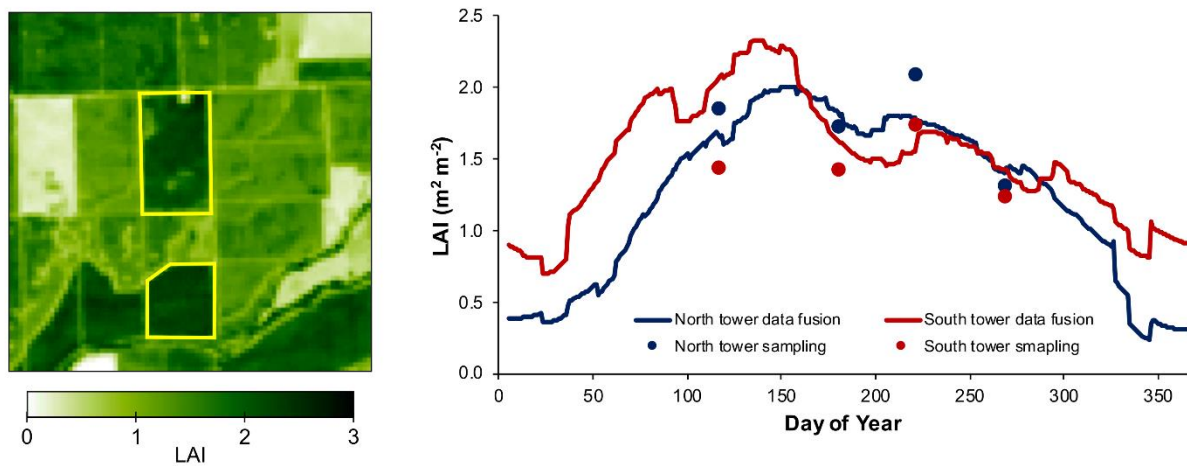 0 1 2 3
LAI
LAI (m² m⁻²)
2.5
2.0
1.5
1.0
0.5
0.0
0 50 100 150 200 250 300 350
Day of Year
North tower data fusion South tower data fusion
North tower sampling South tower smapling